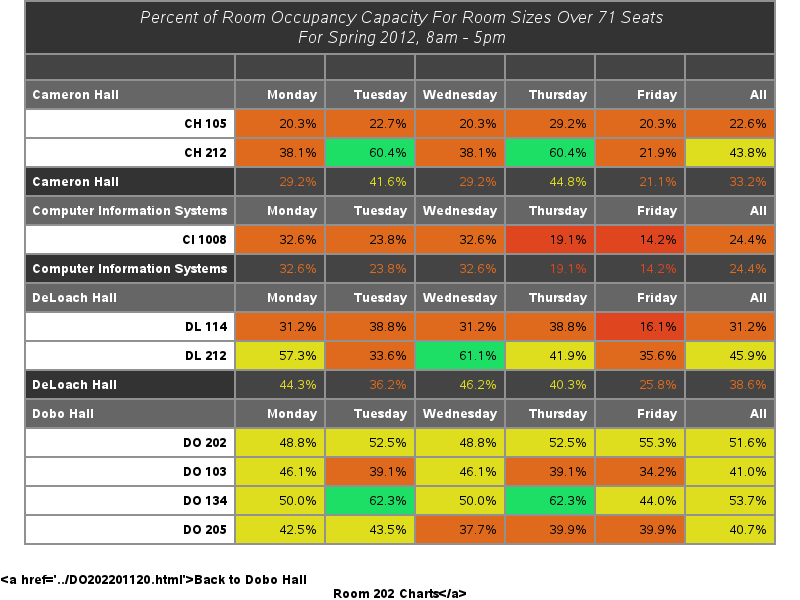 Percent of Room Occupancy Capacity For Room Sizes Over 71 Seats
For Spring 2012, 8am - 5pm
Cameron Hall Monday Tuesday Wednesday Thursday Friday All
CH 105 20.3% 22.7% 20.3% 29.2% 20.3% 22.6%
CH 212 38.1% 60.4% 38.1% 60.4% 21.9% 43.8%
Cameron Hall 29.2% 41.6% 29.2% 44.8% 21.1% 33.2%
Computer Information Systems Monday Tuesday Wednesday Thursday Friday All
CI 1008 32.6% 23.8% 32.6% 19.1% 14.2% 24.4%
Computer Information Systems 32.6% 23.8% 32.6% 19.1% 14.2% 24.4%
DeLoach Hall Monday Tuesday Wednesday Thursday Friday All
DL 114 31.2% 38.8% 31.2% 38.8% 16.1% 31.2%
DL 212 57.3% 33.6% 61.1% 41.9% 35.6% 45.9%
DeLoach Hall 44.3% 36.2% 46.2% 40.3% 25.8% 38.6%
Dobo Hall Monday Tuesday Wednesday Thursday Friday All
DO 202 48.8% 52.5% 48.8% 52.5% 55.3% 51.6%
DO 103 46.1% 39.1% 46.1% 39.1% 34.2% 41.0%
DO 134 50.0% 62.3% 50.0% 62.3% 44.0% 53.7%
DO 205 42.5% 43.5% 37.7% 39.9% 39.9% 40.7%
<a href='../DO202201120.html'>Back to Dobo Hall
Room 202 Charts</a>